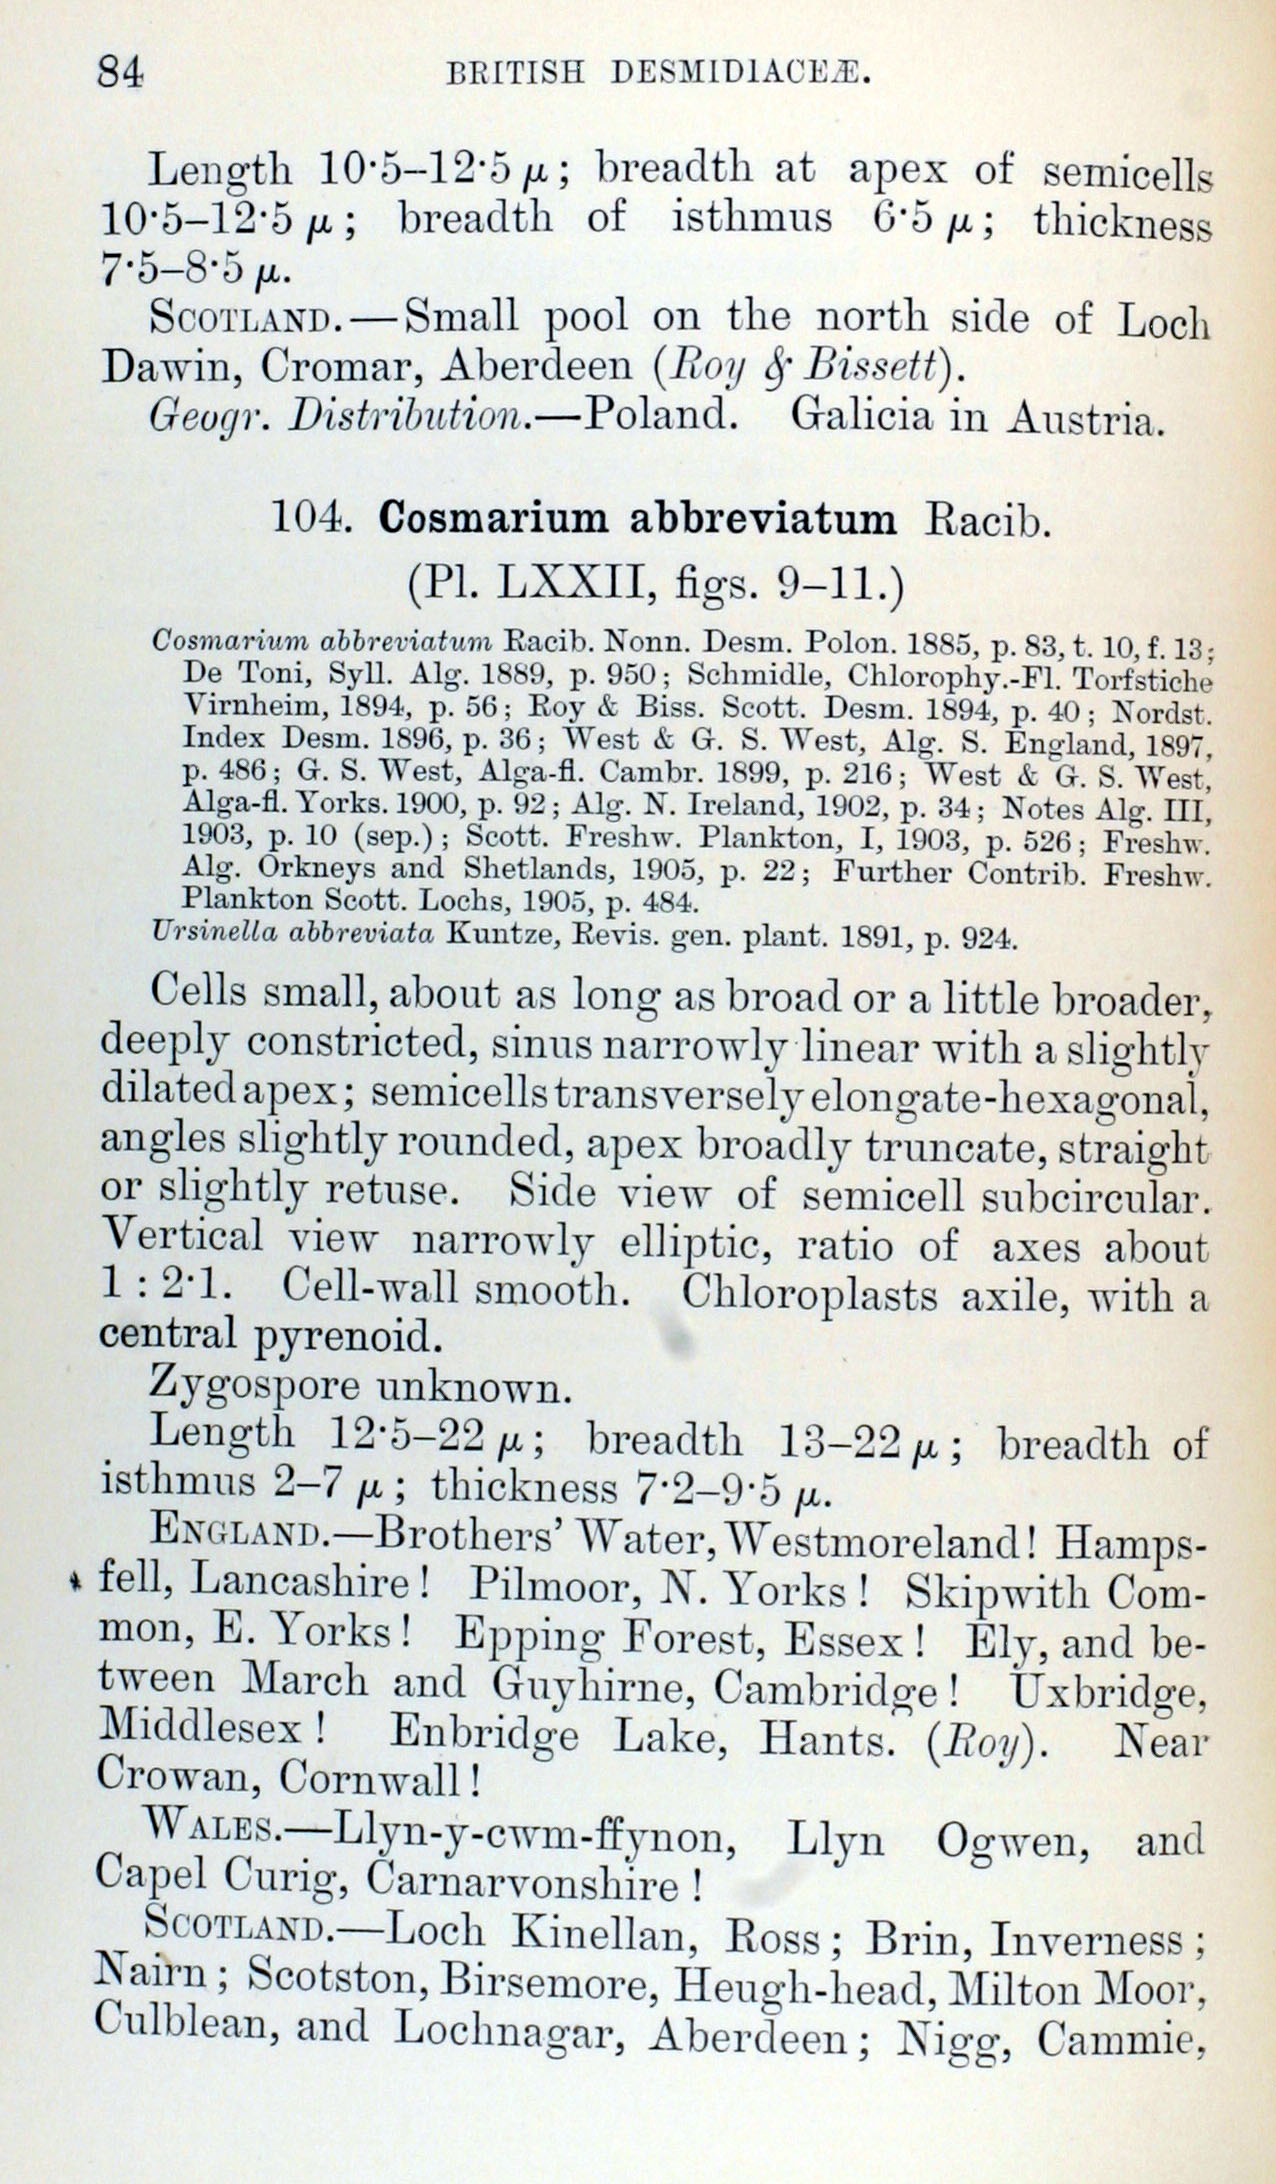 84 BRITISH DESMIDIACEÆ.
Length 10·5–12·5 μ; breadth at apex of semicells
10·5–12·5 μ; breadth of isthmus 6·5 μ; thickness
7·5–8·5 μ.
SCOTLAND.—Small pool on the north side of Loch
Dawin, Cromar, Aberdeen (Roy & Bissett).
Geogr. Distribution.—Poland. Galicia in Austria.
104. Cosmarium abbreviatum Racib.
(Pl. LXXII, figs. 9–11.)
Cosmarium abbreviatum Racib. Nonn. Desm. Polon. 1885, p. 83, t. 10, f. 13;
De Toni, Syll. Alg. 1889, p. 950; Schmidle, Chlorophy.-Fl. Torfstiche
Virnheim, 1894, p. 56; Roy & Biss. Scott. Desm. 1894, p. 40; Nordst.
Index Desm. 1896, p. 36; West & G. S. West, Alg. S. England, 1897,
p. 486; G. S. West, Alga-fl. Cambr. 1899, p. 216; West & G. S. West,
Alga-fl. Yorks. 1900, p. 92; Alg. N. Ireland, 1902, p. 34; Notes Alg. III,
1903, p. 10 (sep.); Scott. Freshw. Plankton, I, 1903, p. 526; Freshw.
Alg. Orkneys and Shetlands, 1905, p. 22; Further Contrib. Freshw.
Plankton Scott. Lochs, 1905, p. 484.
Ursinella abbreviata Kuntze, Revis. gen. plant. 1891, p. 924.
Cells small, about as long as broad or a little broader,
deeply constricted, sinus narrowly linear with a slightly
dilated apex; semicells transversely elongate-hexagonal,
angles slightly rounded, apex broadly truncate, straight
or slightly retuse. Side view of semicell subcircular.
Vertical view narrowly elliptic, ratio of axes about
1 : 2·1. Cell-wall smooth. Chloroplasts axile, with a
central pyrenoid.
Zygospore unknown.
Length 12·5–22 μ; breadth 13–22 μ; breadth of
isthmus 2–7 μ; thickness 7·2–9·5 μ.
ENGLAND.—Brothers' Water, Westmoreland! Hamps-
fell, Lancashire! Pilmoor, N. Yorks! Skipwith Com-
mon, E. Yorks! Epping Forest, Essex! Ely, and be-
tween March and Guyhirne, Cambridge! Uxbridge,
Middlesex! Enbridge Lake, Hants. (Roy). Near
Crowan, Cornwall!
WALES.—Llyn-y-cwm-ffynon, Llyn Ogwen, and
Capel Curig, Carnarvonshire!
SCOTLAND.—Loch Kinellan, Ross; Brin, Inverness;
Nairn; Scotston, Birsemore, Heugh-head, Milton Moor,
Culblean, and Lochnagar, Aberdeen; Nigg, Cammie,